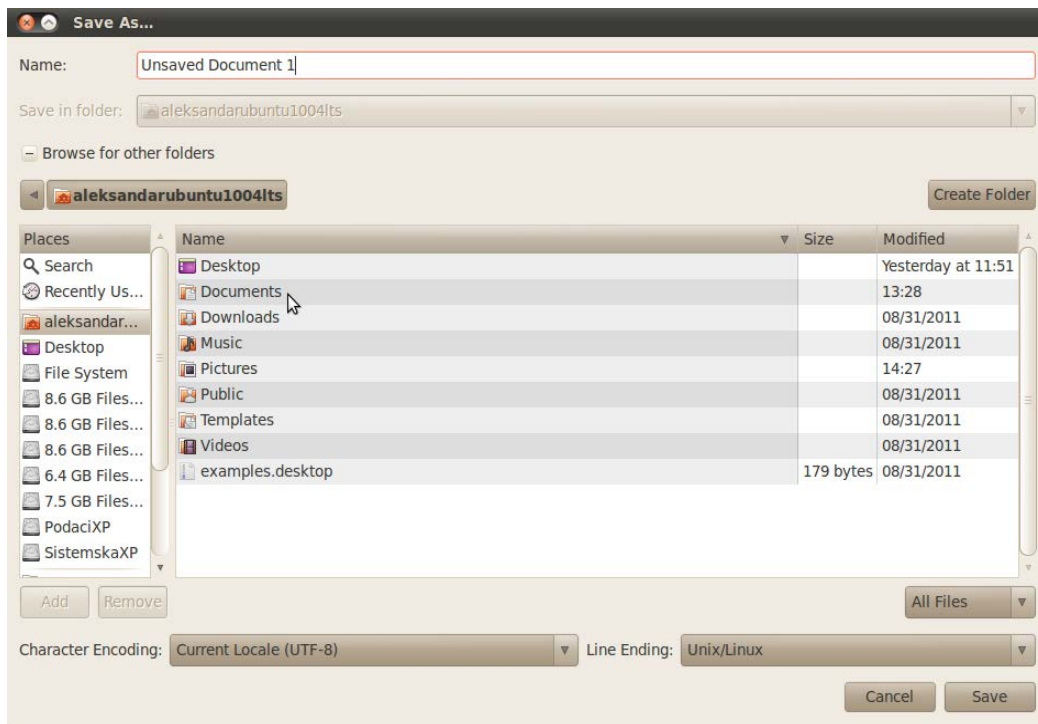 Save As...
Name: Unsaved Document 1
Save in folder: aleksandarubuntu1004lts
Browse for other folders
aleksandarubuntu1004lts Create Folder
Places
Search
Recently Us...
aleksandar...
Desktop
File System
8.6 GB Files...
8.6 GB Files...
8.6 GB Files...
6.4 GB Files...
7.5 GB Files...
PodaciXP
SistemskaXP
Name Size Modified
Desktop Yesterday at 11:51
Documents 13:28
Downloads 08/31/2011
Music 08/31/2011
Pictures 14:27
Public 08/31/2011
Templates 08/31/2011
Videos 08/31/2011
examples.desktop 179 bytes 08/31/2011
Add Remove All Files
Character Encoding: Current Locale (UTF-8) Line Ending: Unix/Linux
Cancel Save